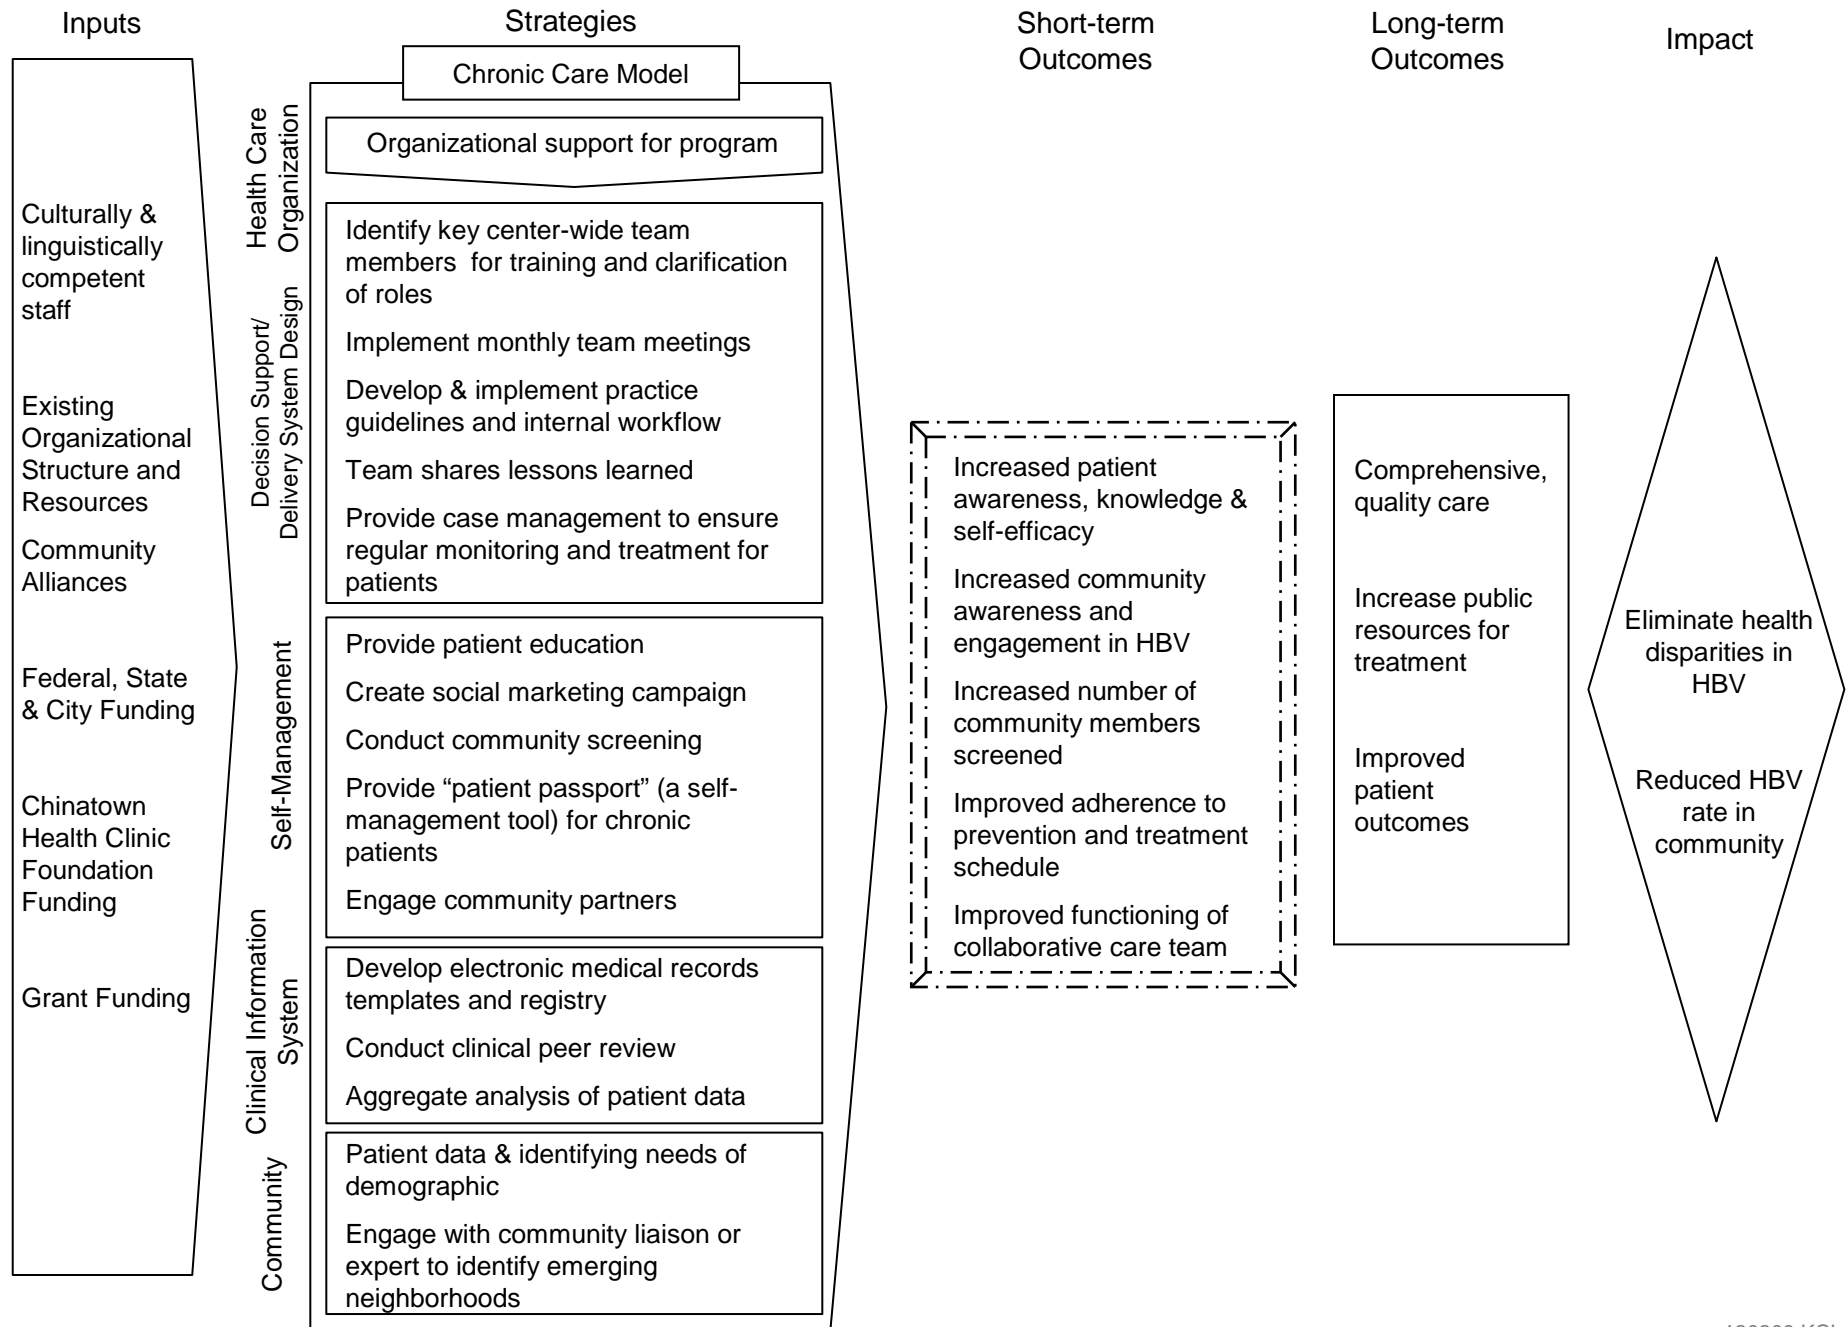 Inputs
Culturally &
linguistically
competent
staff
Existing
Organizational
Structure and
Resources
Community
Alliances
Federal, State
& City Funding
Chinatown
Health Clinic
Foundation
Funding
Grant Funding
Strategies
Chronic Care Model
Health Care
Organization
Organizational support for program
Decision Support/
Delivery System Design
Identify key center-wide team
members for training and clarification
of roles
Implement monthly team meetings
Develop & implement practice
guidelines and internal workflow
Team shares lessons learned
Provide case management to ensure
regular monitoring and treatment for
patients
Self-Management
Provide patient education
Create social marketing campaign
Conduct community screening
Provide “patient passport” (a self-
management tool) for chronic
patients
Engage community partners
Clinical Information
System
Develop electronic medical records
templates and registry
Conduct clinical peer review
Aggregate analysis of patient data
Community
Patient data & identifying needs of
demographic
Engage with community liaison or
expert to identify emerging
neighborhoods
Short-term
Outcomes
Increased patient
awareness, knowledge &
self-efficacy
Increased community
awareness and
engagement in HBV
Increased number of
community members
screened
Improved adherence to
prevention and treatment
schedule
Improved functioning of
collaborative care team
Long-term
Outcomes
Comprehensive,
quality care
Increase public
resources for
treatment
Improved
patient
outcomes
Impact
Eliminate health
disparities in
HBV
Reduced HBV
rate in
community